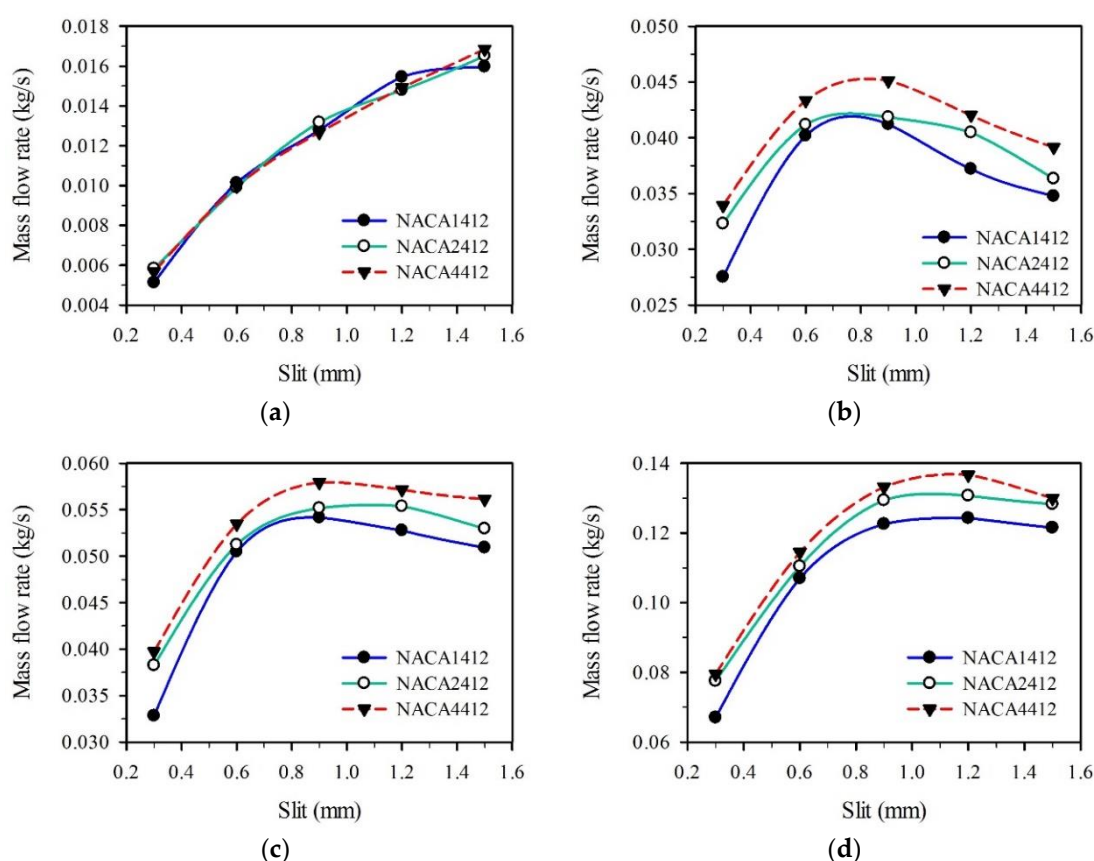 0.018
0.016
0.014
0.012
0.010
0.008
0.006
0.004
Mass flow rate (kg/s)
NACA1412
NACA2412
NACA4412
0.2 0.4 0.6 0.8 1.0 1.2 1.4 1.6
Slit (mm)
(a)
0.050
0.045
0.040
0.035
0.030
0.025
Mass flow rate (kg/s)
NACA1412
NACA2412
NACA4412
0.2 0.4 0.6 0.8 1.0 1.2 1.4 1.6
Slit (mm)
(b)
0.060
0.055
0.050
0.045
0.040
0.035
0.030
Mass flow rate (kg/s)
NACA1412
NACA2412
NACA4412
0.2 0.4 0.6 0.8 1.0 1.2 1.4 1.6
Slit (mm)
(c)
0.14
0.12
0.10
0.08
0.06
Mass flow rate (kg/s)
NACA1412
NACA2412
NACA4412
0.2 0.4 0.6 0.8 1.0 1.2 1.4 1.6
Slit (mm)
(d)